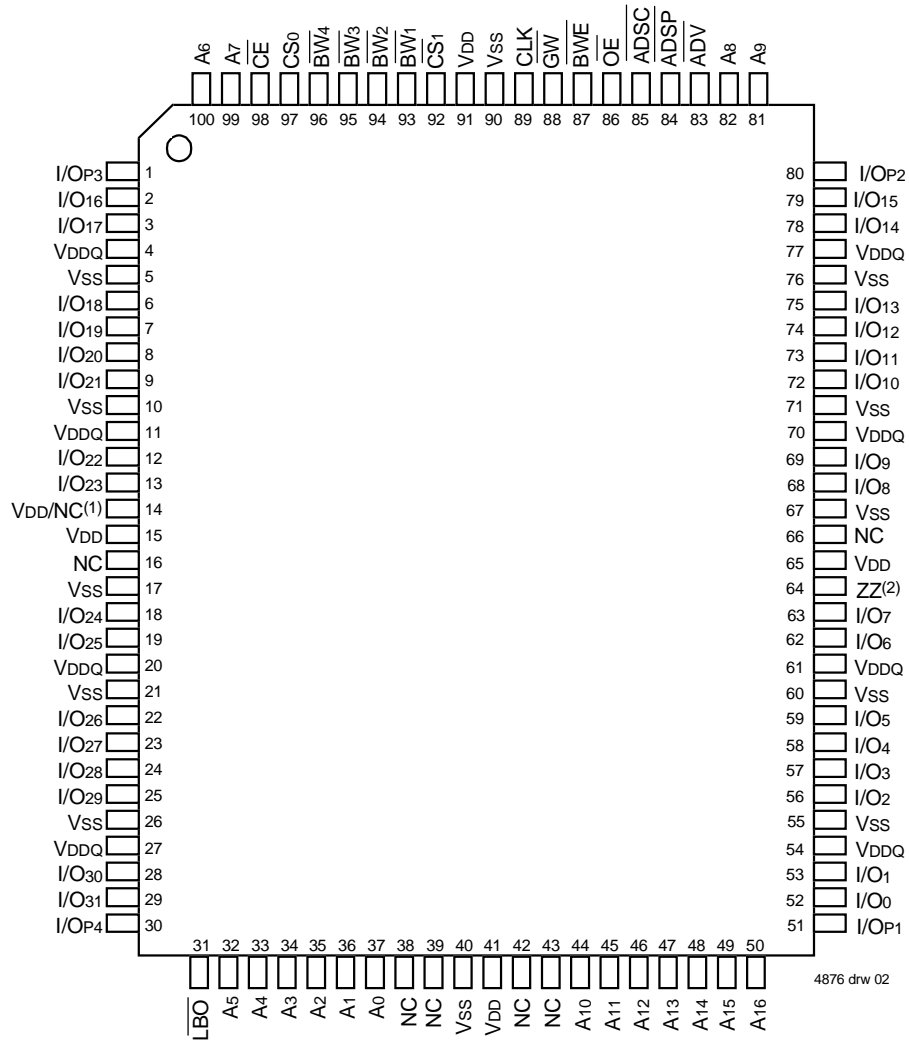 A6 A7 CE CS0 BW4 BW3 BW2 BW1 CS1 VDD VSS CLK GW BWE OE ADSC ADSP ADV A8 A9
100 99 98 97 96 95 94 93 92 91 90 89 88 87 86 85 84 83 82 81
I/OP3 1 80 I/OP2
I/O16 2 79 I/O15
I/O17 3 78 I/O14
VDDQ 4 77 VDDQ
VSS 5 76 VSS
I/O18 6 75 I/O13
I/O19 7 74 I/O12
I/O20 8 73 I/O11
I/O21 9 72 I/O10
VSS 10 71 VSS
VDDQ 11 70 VDDQ
I/O22 12 69 I/O9
I/O23 13 68 I/O8
VDD/NC(1) 14 67 VSS
VDD 15 66 NC
NC 16 65 VDD
VSS 17 64 ZZ(2)
I/O24 18 63 I/O7
I/O25 19 62 I/O6
VDDQ 20 61 VDDQ
VSS 21 60 VSS
I/O26 22 59 I/O5
I/O27 23 58 I/O4
I/O28 24 57 I/O3
I/O29 25 56 I/O2
VSS 26 55 VSS
VDDQ 27 54 VDDQ
I/O30 28 53 I/O1
I/O31 29 52 I/O0
I/OP4 30 51 I/OP1
31 32 33 34 35 36 37 38 39 40 41 42 43 44 45 46 47 48 49 50
LBO A5 A4 A3 A2 A1 A0 NC NC VSS VDD NC NC A10 A11 A12 A13 A14 A15 A16
4876 drw 02